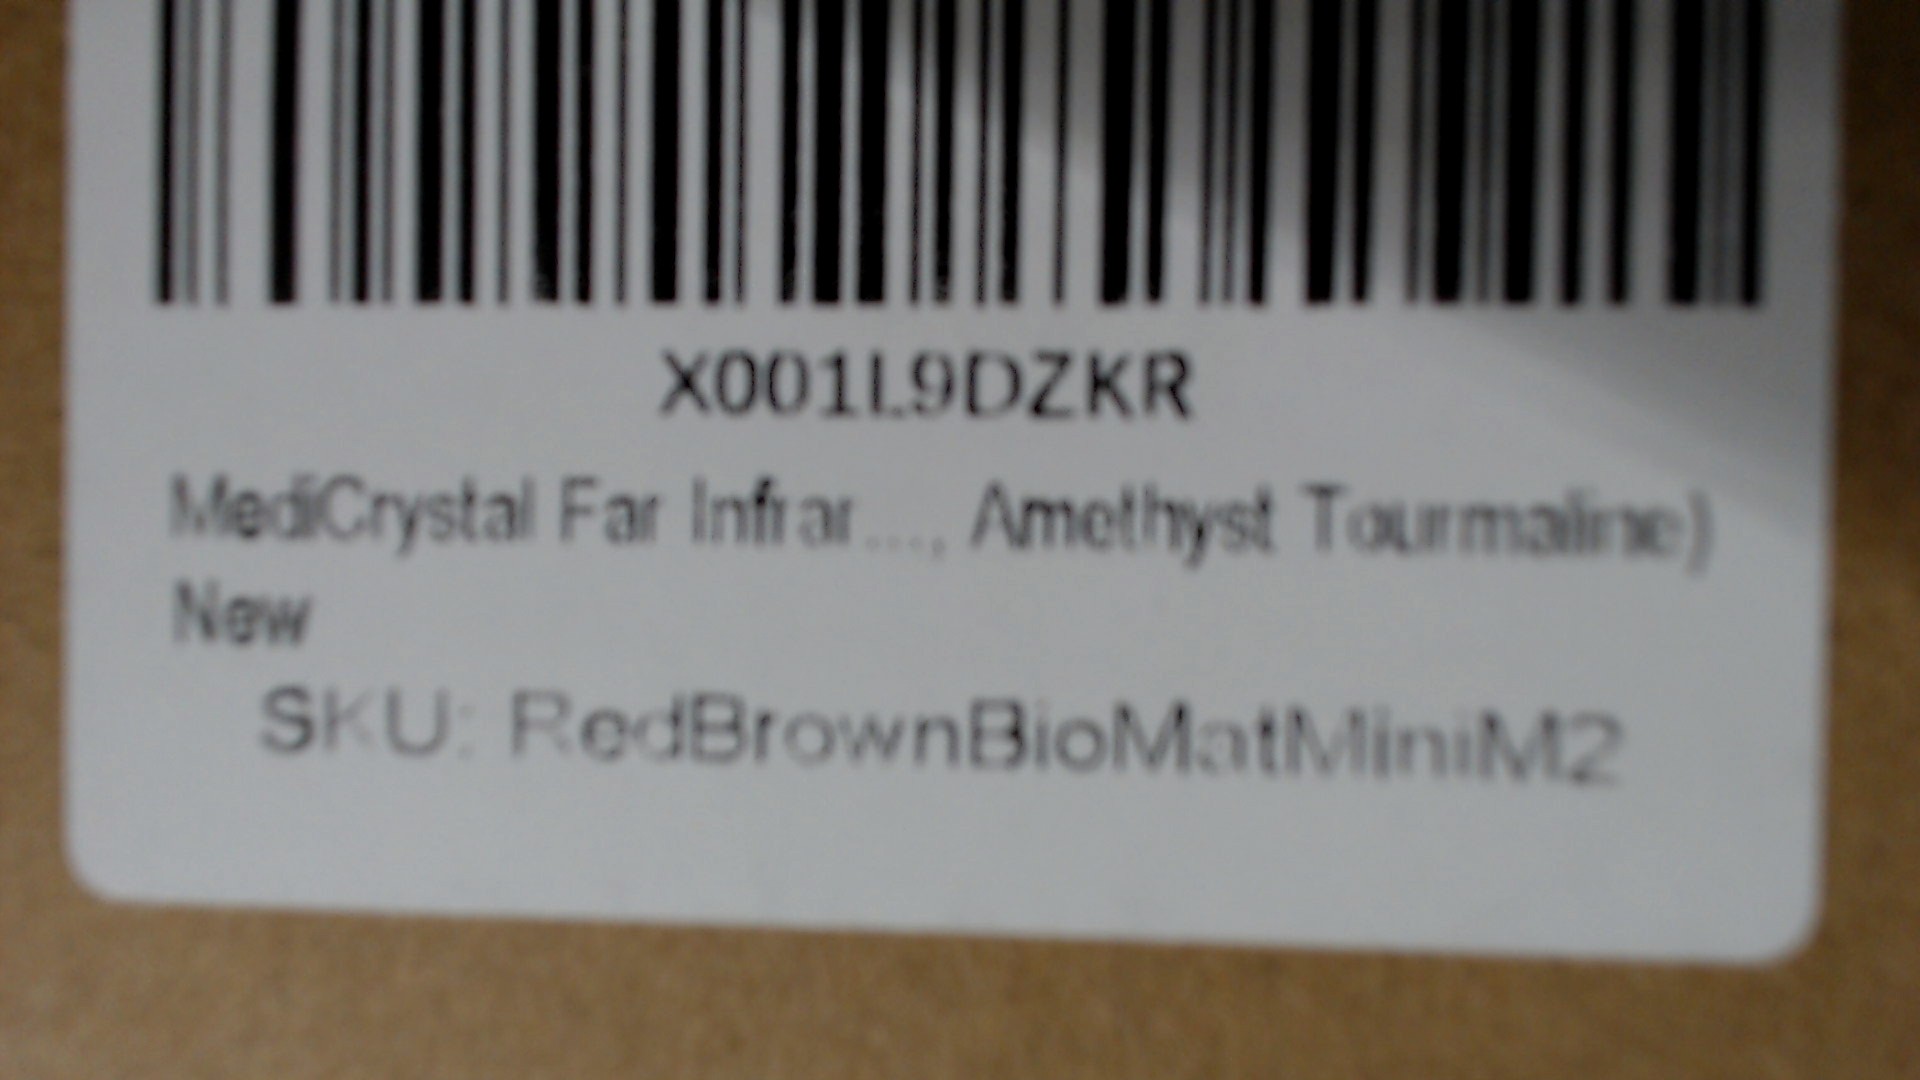 X001L9DZKR
MediCrystal Far Infrar..., Amethyst Tourmaline)
New
SKU: RedBrownBioMatMiniM2